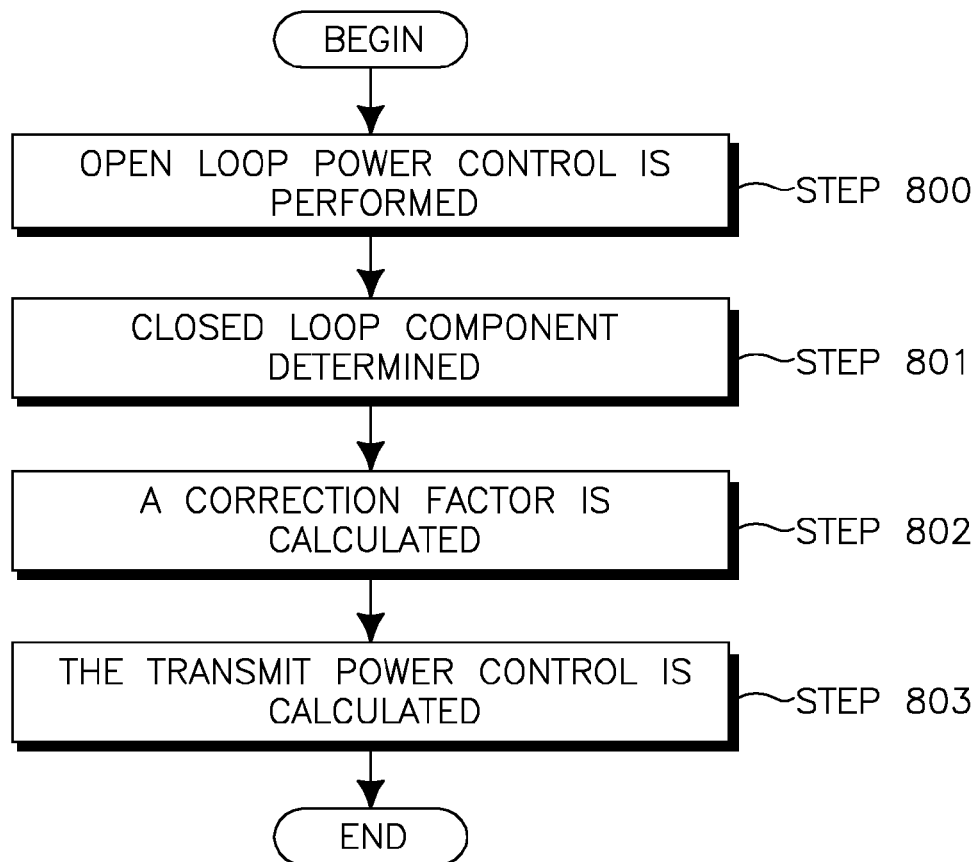 BEGIN
OPEN LOOP POWER CONTROL IS
PERFORMED
STEP 800
CLOSED LOOP COMPONENT
DETERMINED
STEP 801
A CORRECTION FACTOR IS
CALCULATED
STEP 802
THE TRANSMIT POWER CONTROL IS
CALCULATED
STEP 803
END